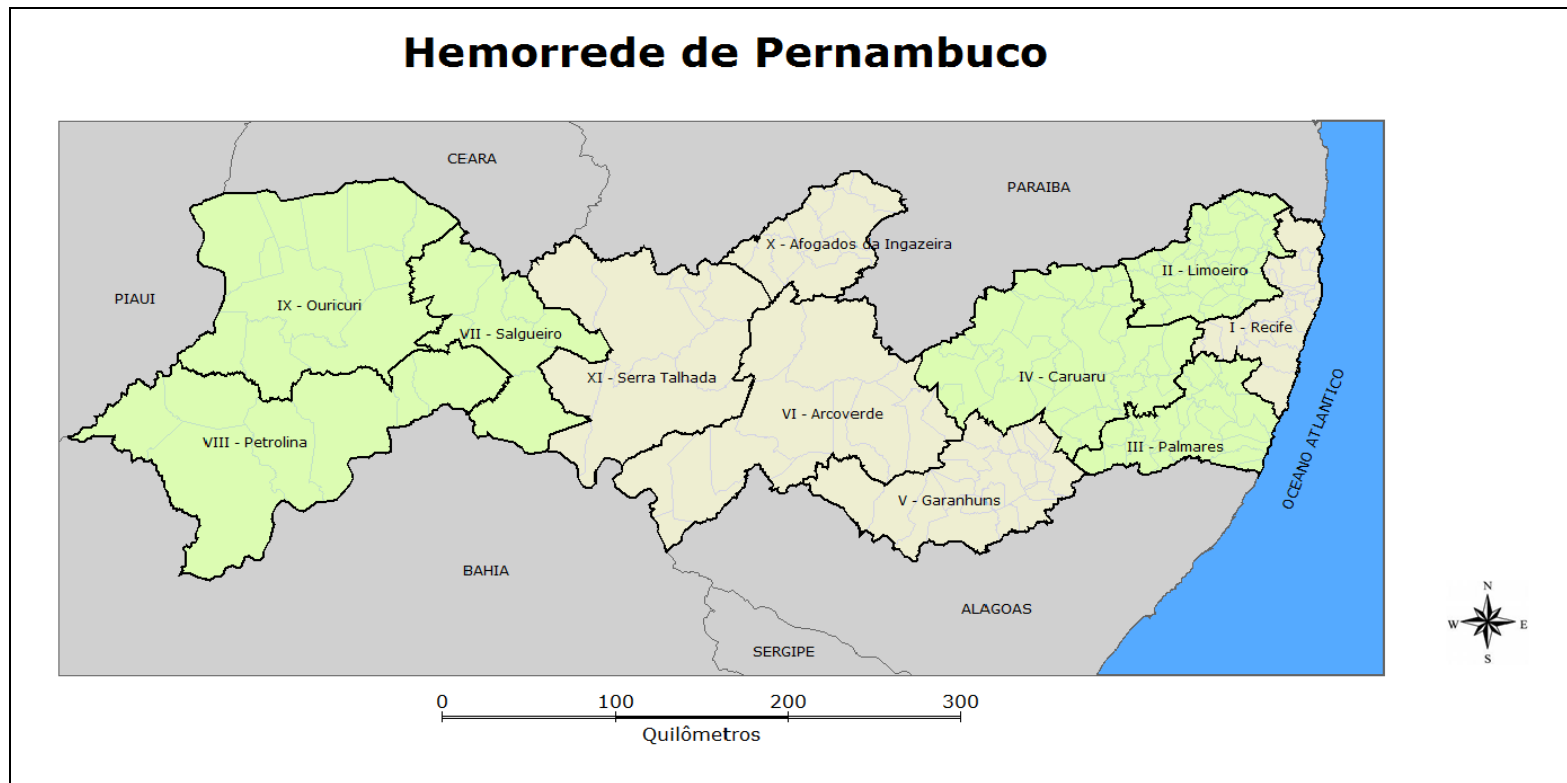 Hemorrede de Pernambuco
CEARA
PARAIBA
X - Afogados da Ingazeira
II - Limoeiro
PIAUI
IX - Ouricuri
VII - Salgueiro
I - Recife
XI - Serra Talhada
IV - Caruaru
VI - Arcoverde
VIII - Petrolina
III - Palmares
OCEANO ATLANTICO
V - Garanhuns
BAHIA
ALAGOAS
SERGIPE
N
W E
S
0 100 200 300
Quilômetros